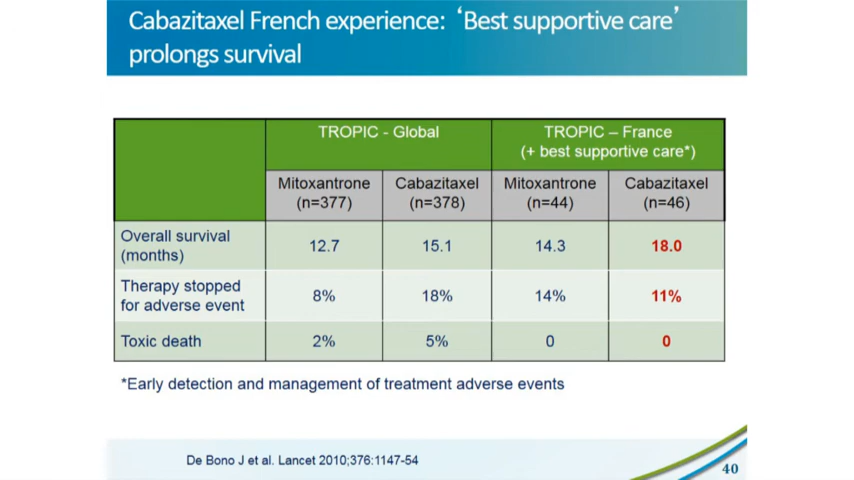 Cabazitaxel French experience: ‘Best supportive care’
prolongs survival
TROPIC - Global
TROPIC – France
(+ best supportive care*)
Mitoxantrone
(n=377)
Cabazitaxel
(n=378)
Mitoxantrone
(n=44)
Cabazitaxel
(n=46)
Overall survival
(months)
12.7
15.1
14.3
18.0
Therapy stopped
for adverse event
8%
18%
14%
11%
Toxic death
2%
5%
0
0
*Early detection and management of treatment adverse events
De Bono J et al. Lancet 2010;376:1147-54
40